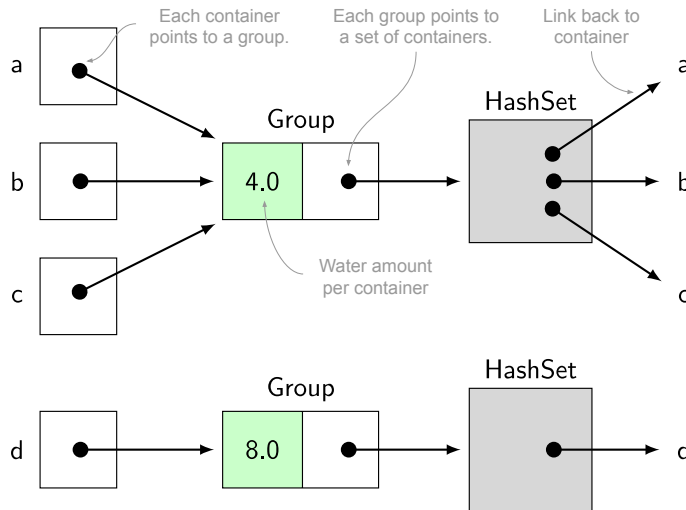 Each container
points to a group.
Each group points to
a set of containers.
Link back to
container
a
a
HashSet
Group
b
4.0
b
Water amount
per container
c
c
HashSet
Group
d
8.0
d